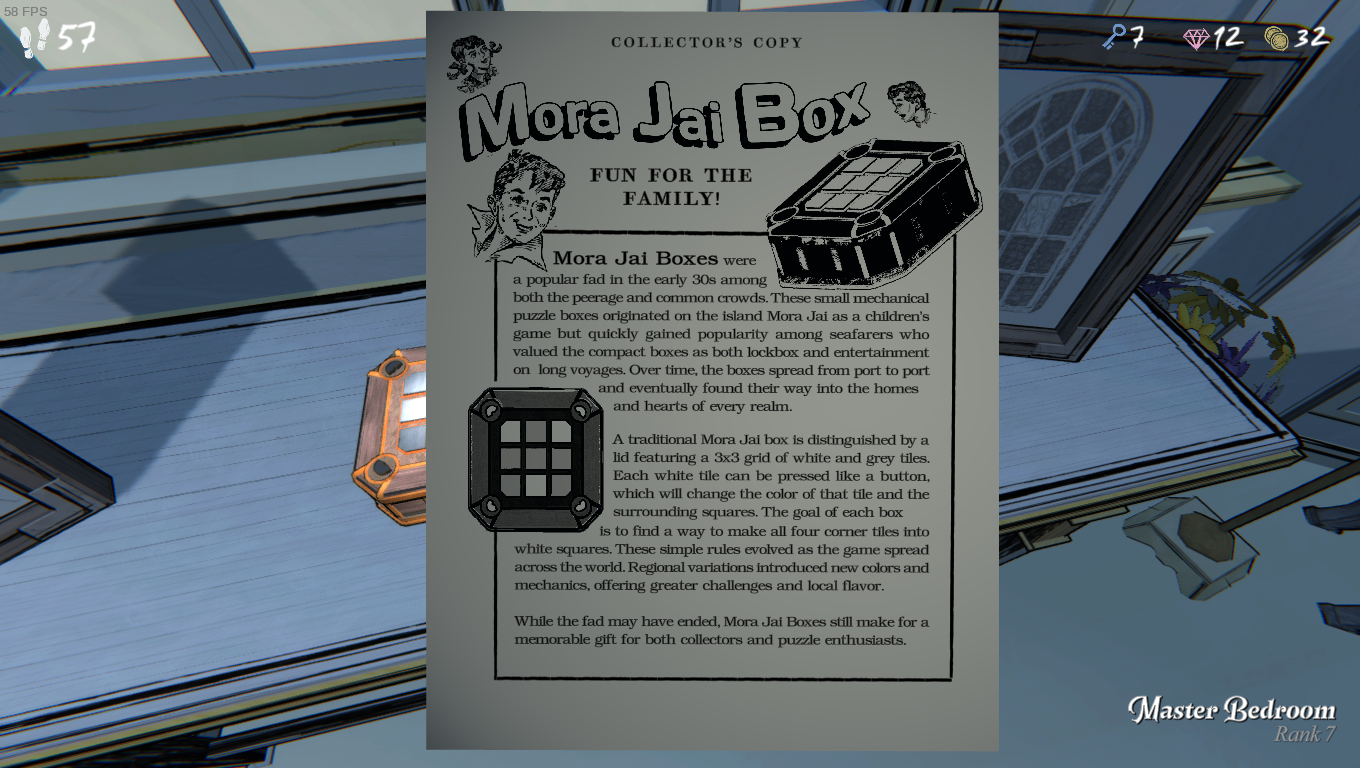 58 FPS
57
7
12
32
COLLECTOR'S COPY
Mora Jai Box
FUN FOR THE
FAMILY!
Mora Jai Boxes were
a popular fad in the early 30s among
both the peerage and common crowds. These small mechanical
puzzle boxes originated on the island Mora Jai as a children's
game but quickly gained popularity among seafarers who
valued the compact boxes as both lockbox and entertainment
on long voyages. Over time, the boxes spread from port to port
and eventually found their way into the homes
and hearts of every realm.
A traditional Mora Jai box is distinguished by a
lid featuring a 3x3 grid of white and grey tiles.
Each white tile can be pressed like a button,
which will change the color of that tile and the
surrounding squares. The goal of each box
is to find a way to make all four corner tiles into
white squares. These simple rules evolved as the game spread
across the world. Regional variations introduced new colors and
mechanics, offering greater challenges and local flavor.
While the fad may have ended, Mora Jai Boxes still make for a
memorable gift for both collectors and puzzle enthusiasts.
Master Bedroom
Rank 7